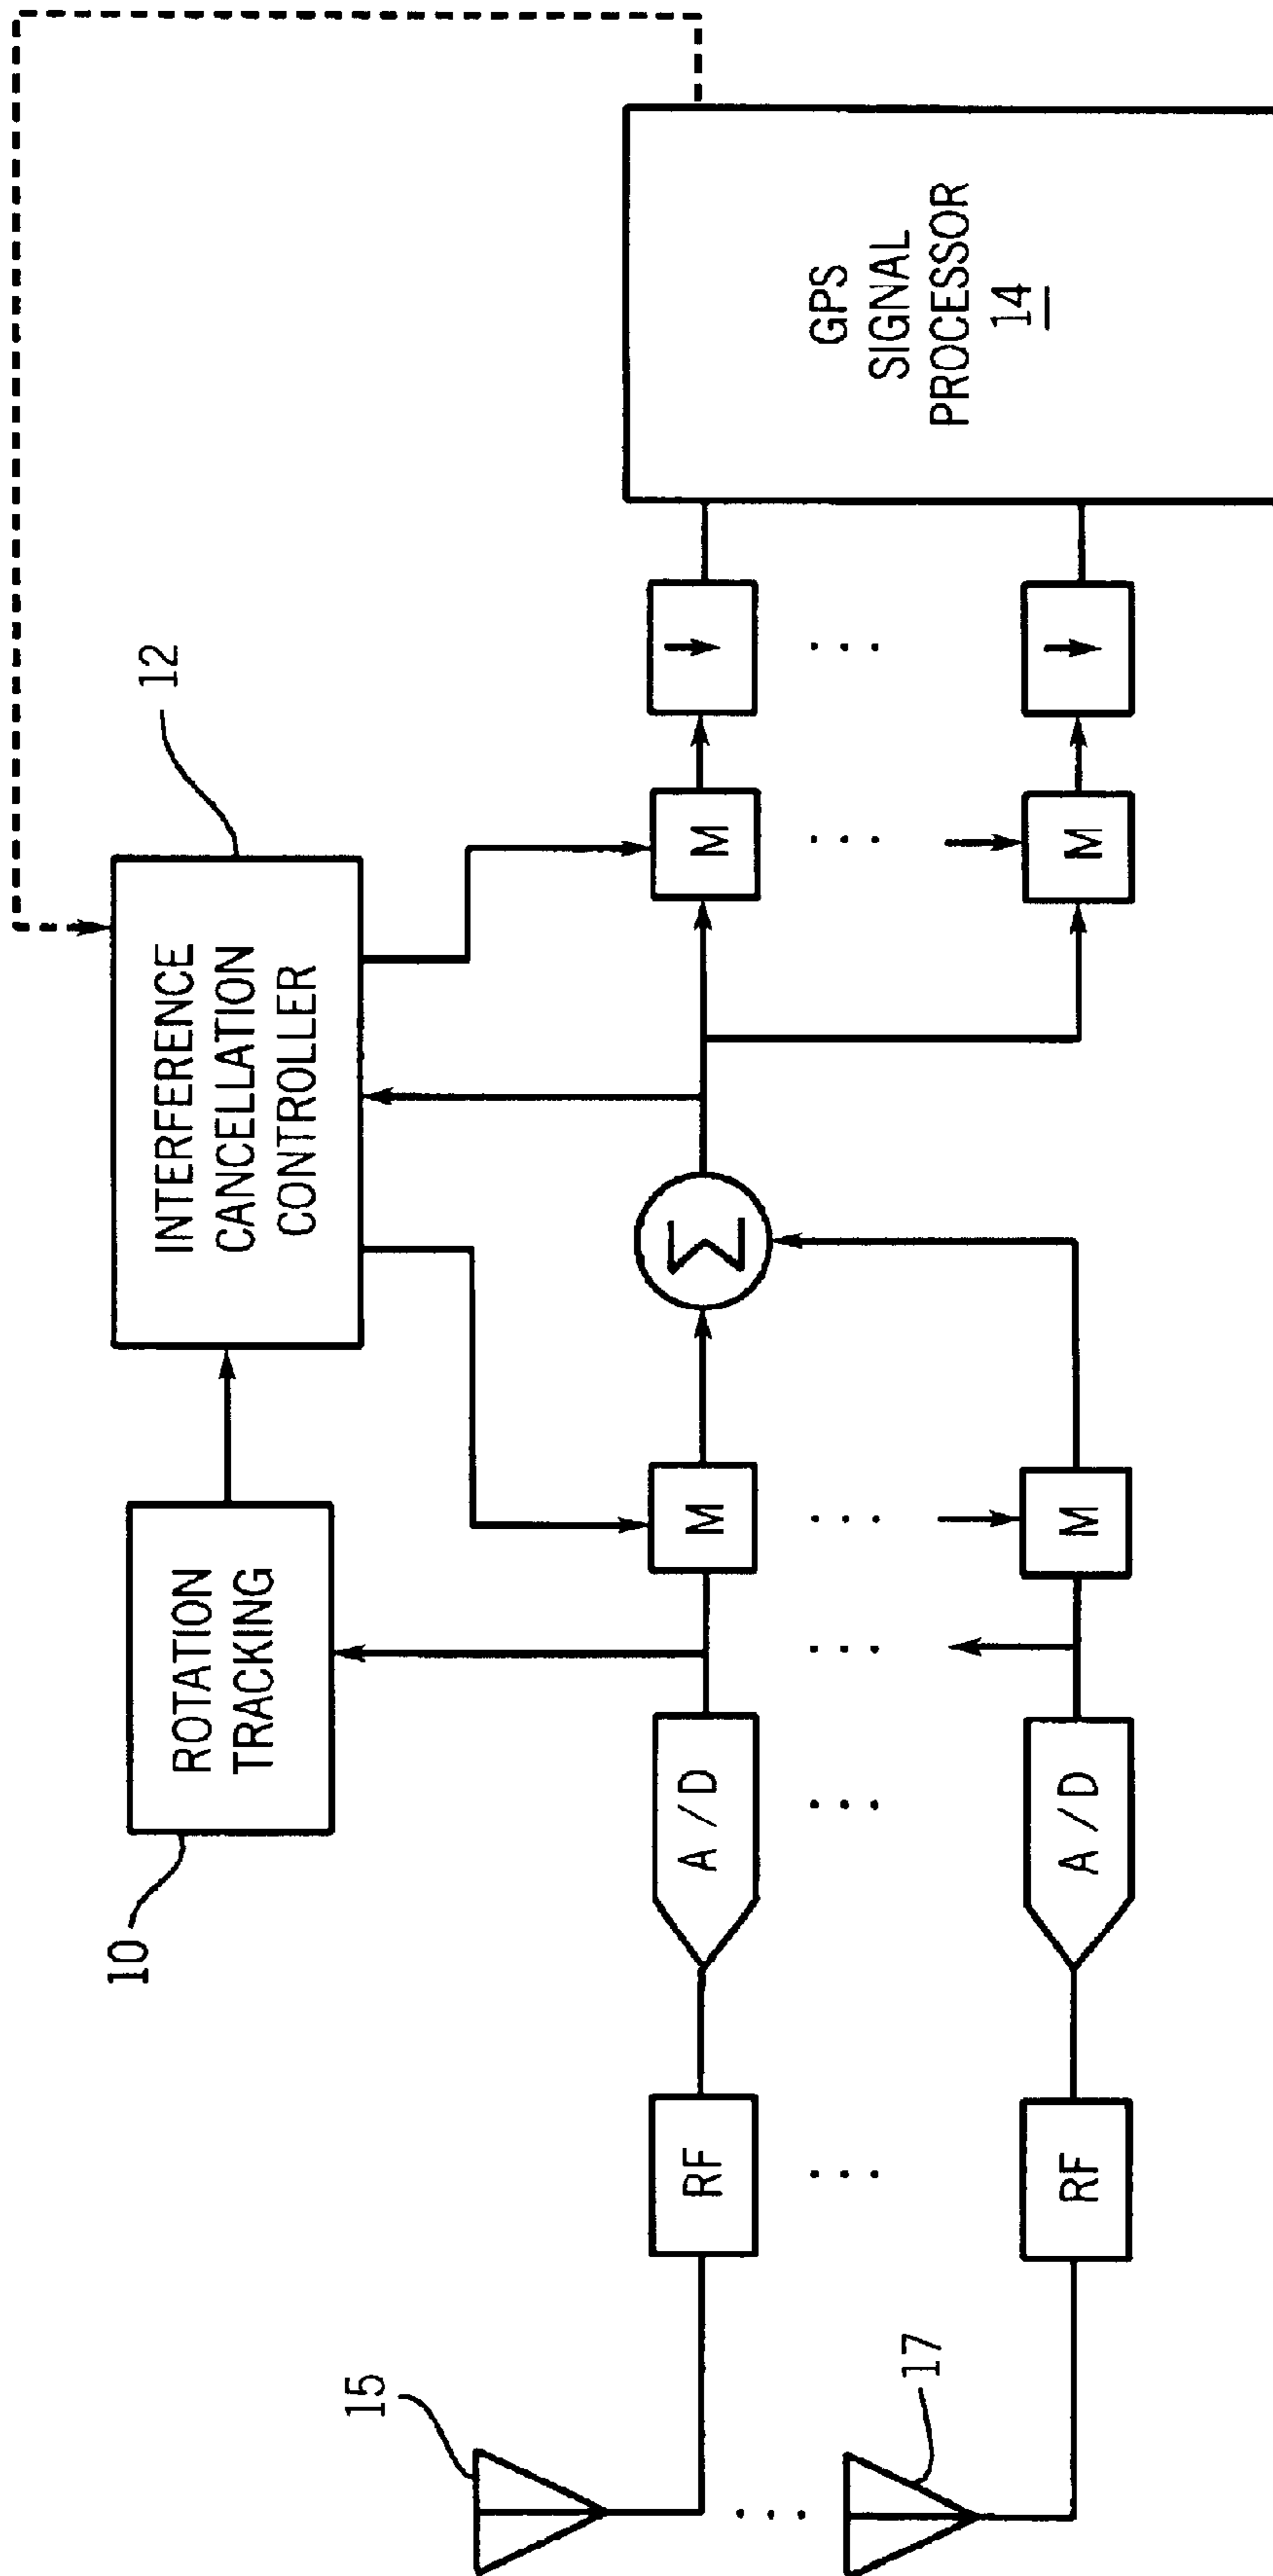 12
INTERFERENCE
CANCELLATION
CONTROLLER
10
ROTATION
TRACKING
15
RF
A/D
M
Σ
M
GPS
SIGNAL
PROCESSOR
14
...
...
...
...
...
...
17
RF
A/D
M
M